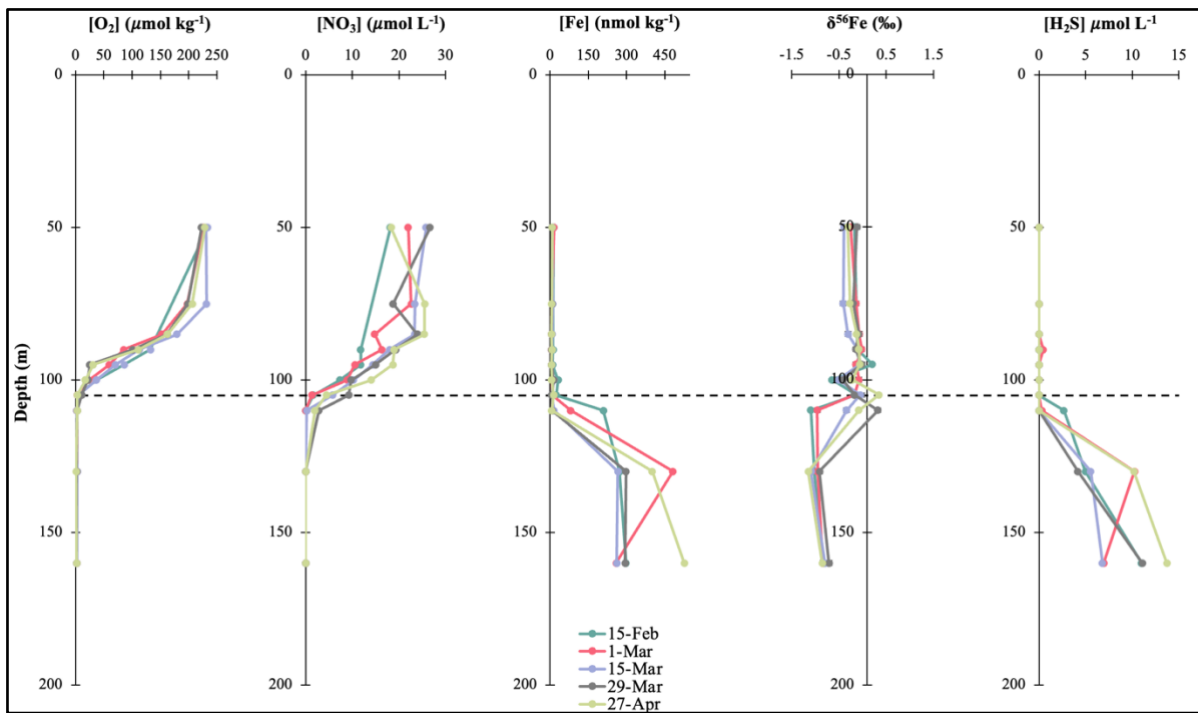 [O₂] (μmol kg⁻¹) [NO₃] (μmol L⁻¹) [Fe] (nmol kg⁻¹) δ⁵⁶Fe (‰) [H₂S] μmol L⁻¹
0 50 100 150 200 250 0 10 20 30 0 150 300 450 -1.5 -0.5 0.5 1.5 0 5 10 15
0 0 0 0 0
50 50 50 50 50
100 100 100 100 100
150 150 150 150 150
200 200 200 200 200
Depth (m)
15-Feb
1-Mar
15-Mar
29-Mar
27-Apr